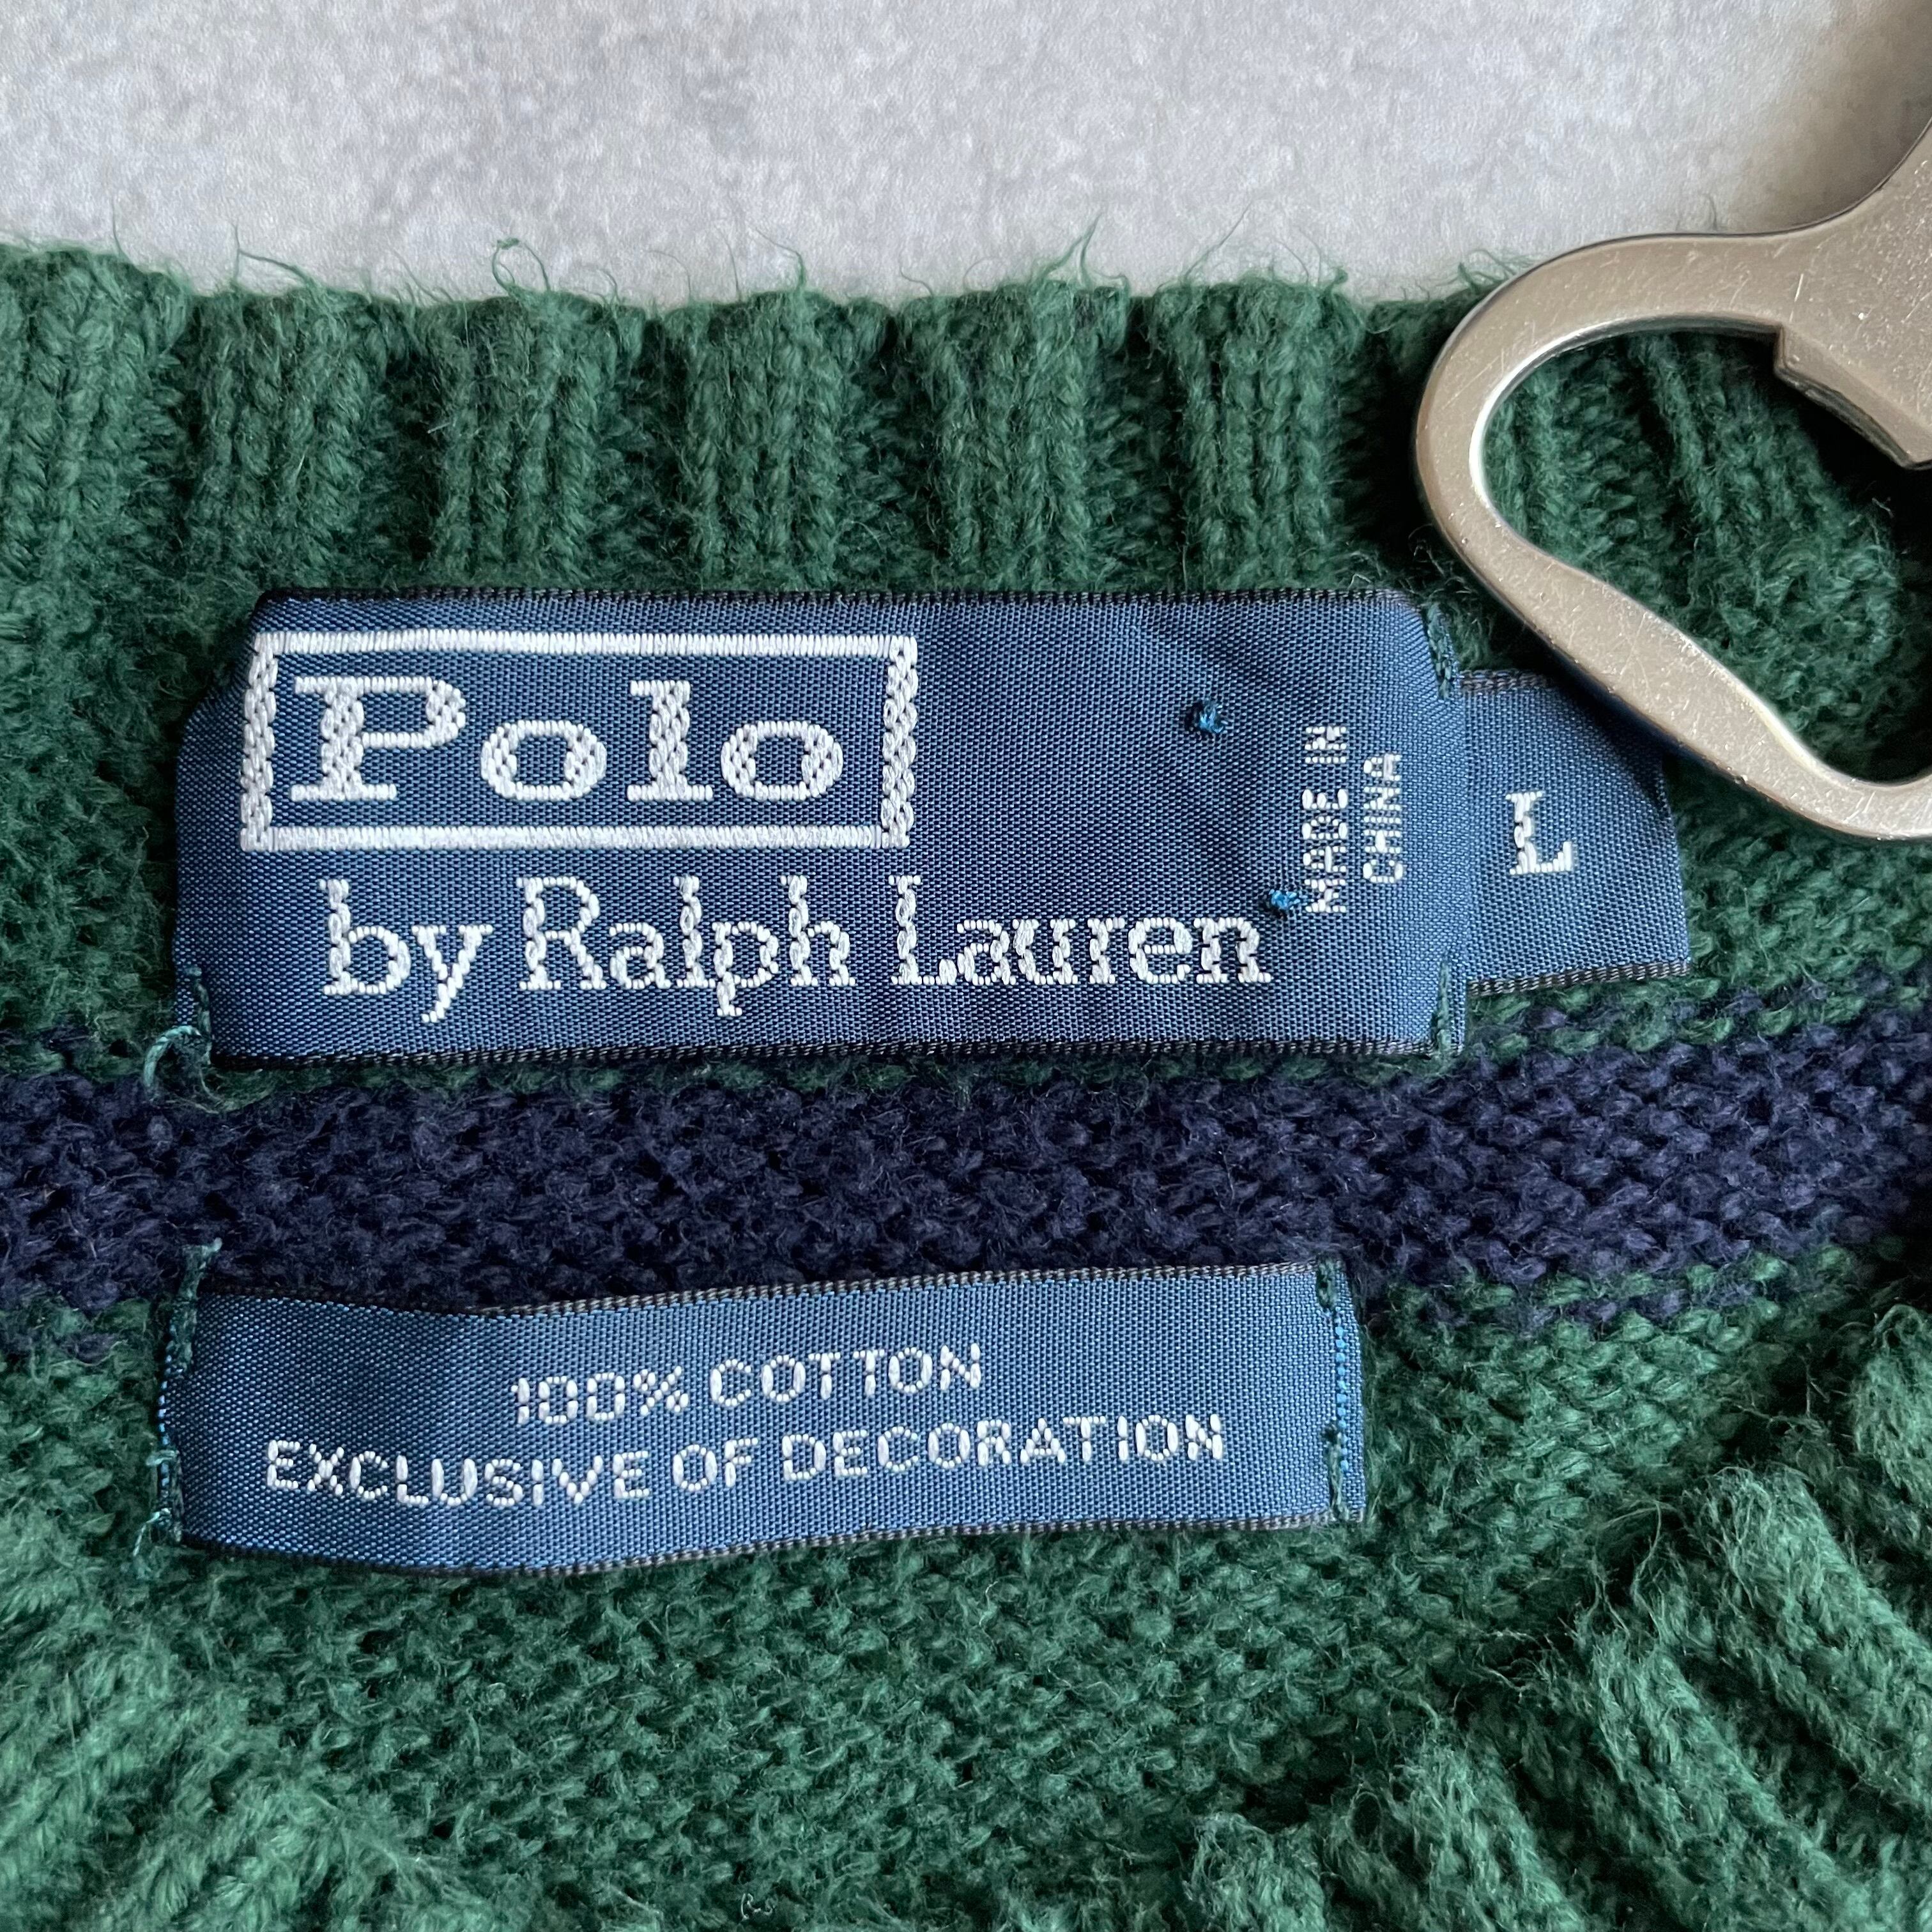 Polo
by Ralph Lauren
MADE IN
CHINA
L
100% COTTON
EXCLUSIVE OF DECORATION